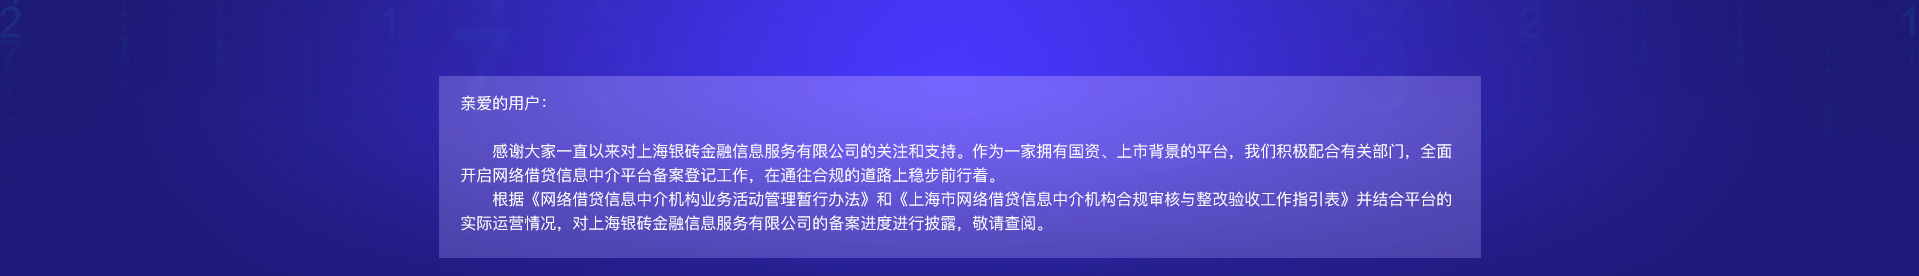 亲爱的用户：
感谢大家一直以来对上海银砖金融信息服务有限公司的关注和支持。作为一家拥有国资、上市背景的平台，我们积极配合有关部门，全面
开启网络借贷信息中介平台备案登记工作，在通往合规的道路上稳步前行着。
根据《网络借贷信息中介机构业务活动管理暂行办法》和《上海市网络借贷信息中介机构合规审核与整改验收工作指引表》并结合平台的
实际运营情况，对上海银砖金融信息服务有限公司的备案进度进行披露，敬请查阅。